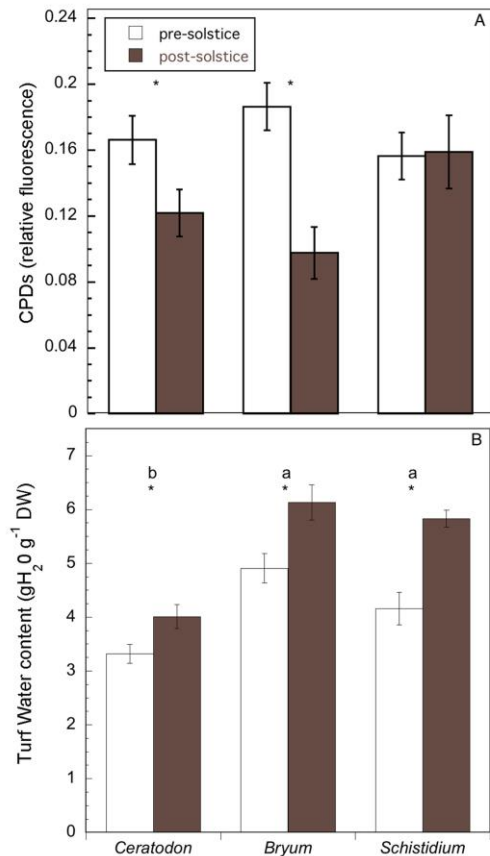 A
pre-solstice
post-solstice
* *
0.24
0.2
0.16
0.12
0.08
0.04
0
CPDs (relative fluorescence)
B
b a a
* * *
7
6
5
4
3
2
1
0
Turf Water content (gH20 g-1 DW)
Ceratodon Bryum Schistidium